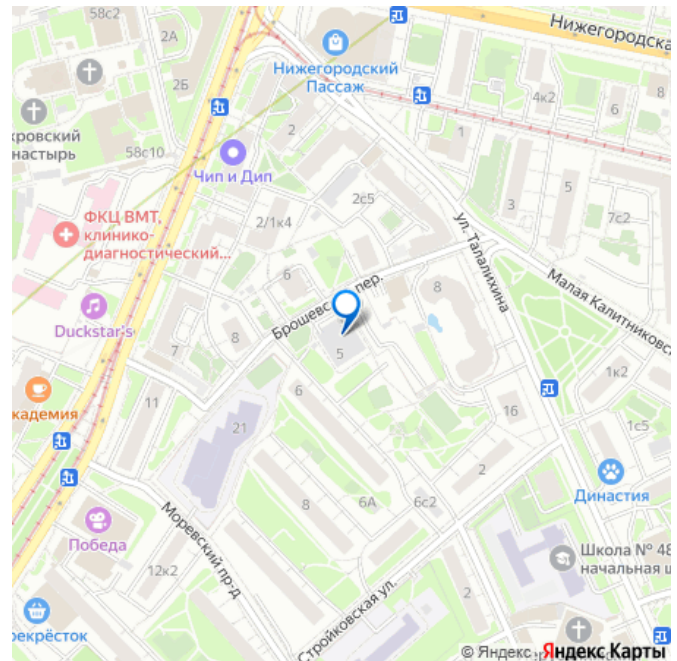 58с2
2А
Нижегородска
Нижегородский
Пассаж
2Б
4к2
6
8
кровский
настырь
58с10
2
1
Чип и Дип
3
5
7с2
2с5
ФКЦ ВМТ,
клинико-
диагностический...
2/1к4
ул. Талалихина
6
Малая Калитниковс
8
Duckstar's
8
7
5
1к2
кадемия
11
6
16
1с5
21
2
Династия
Победа
8
6А
6с2
Моревский пр-д
12к2
2
Школа № 48
начальная ш
Стройковская ул.
рекрёсток
© Яндекс
Яндекс Карты